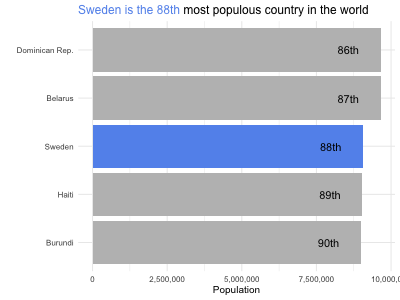 Sweden is the 88th most populous country in the world
Dominican Rep.
86th
Belarus
87th
Sweden
88th
Haiti
89th
Burundi
90th
0
2,500,000
5,000,000
7,500,000
10,000,0
Population